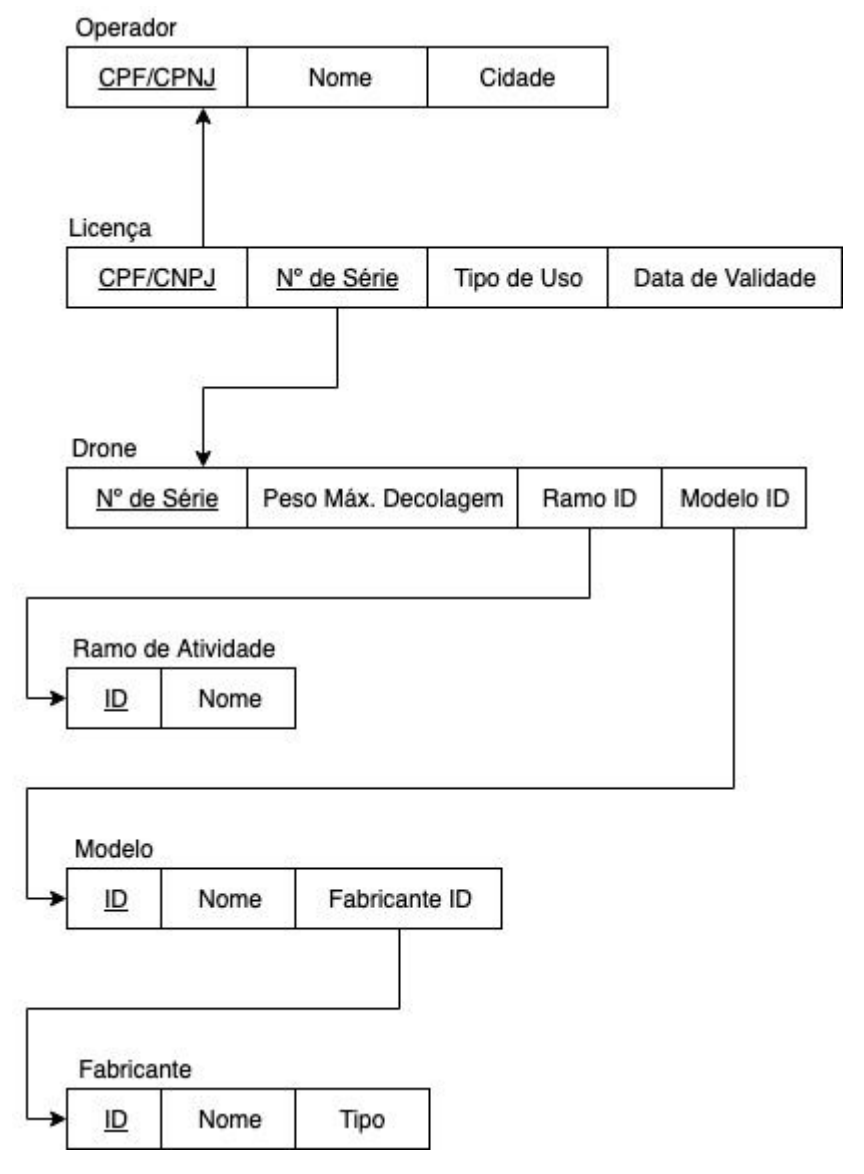 Operador
CPF/CPNJ Nome Cidade
Licença
CPF/CNPJ Nº de Série Tipo de Uso Data de Validade
Drone
Nº de Série Peso Máx. Decolagem Ramo ID Modelo ID
Ramo de Atividade
ID Nome
Modelo
ID Nome Fabricante ID
Fabricante
ID Nome Tipo